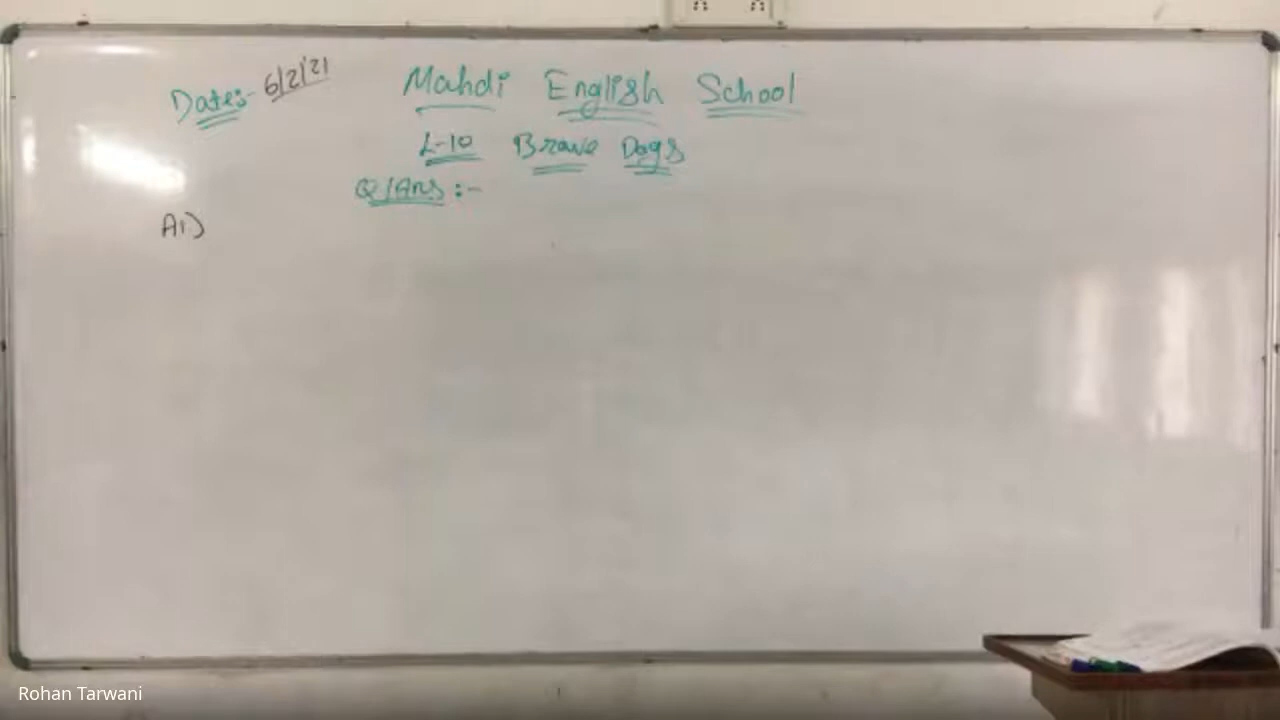 Date:- 6/2/'21
Mahdi English School
L-10 Brave Dogs
Q/Ans :-
A1)
Rohan Tarwani